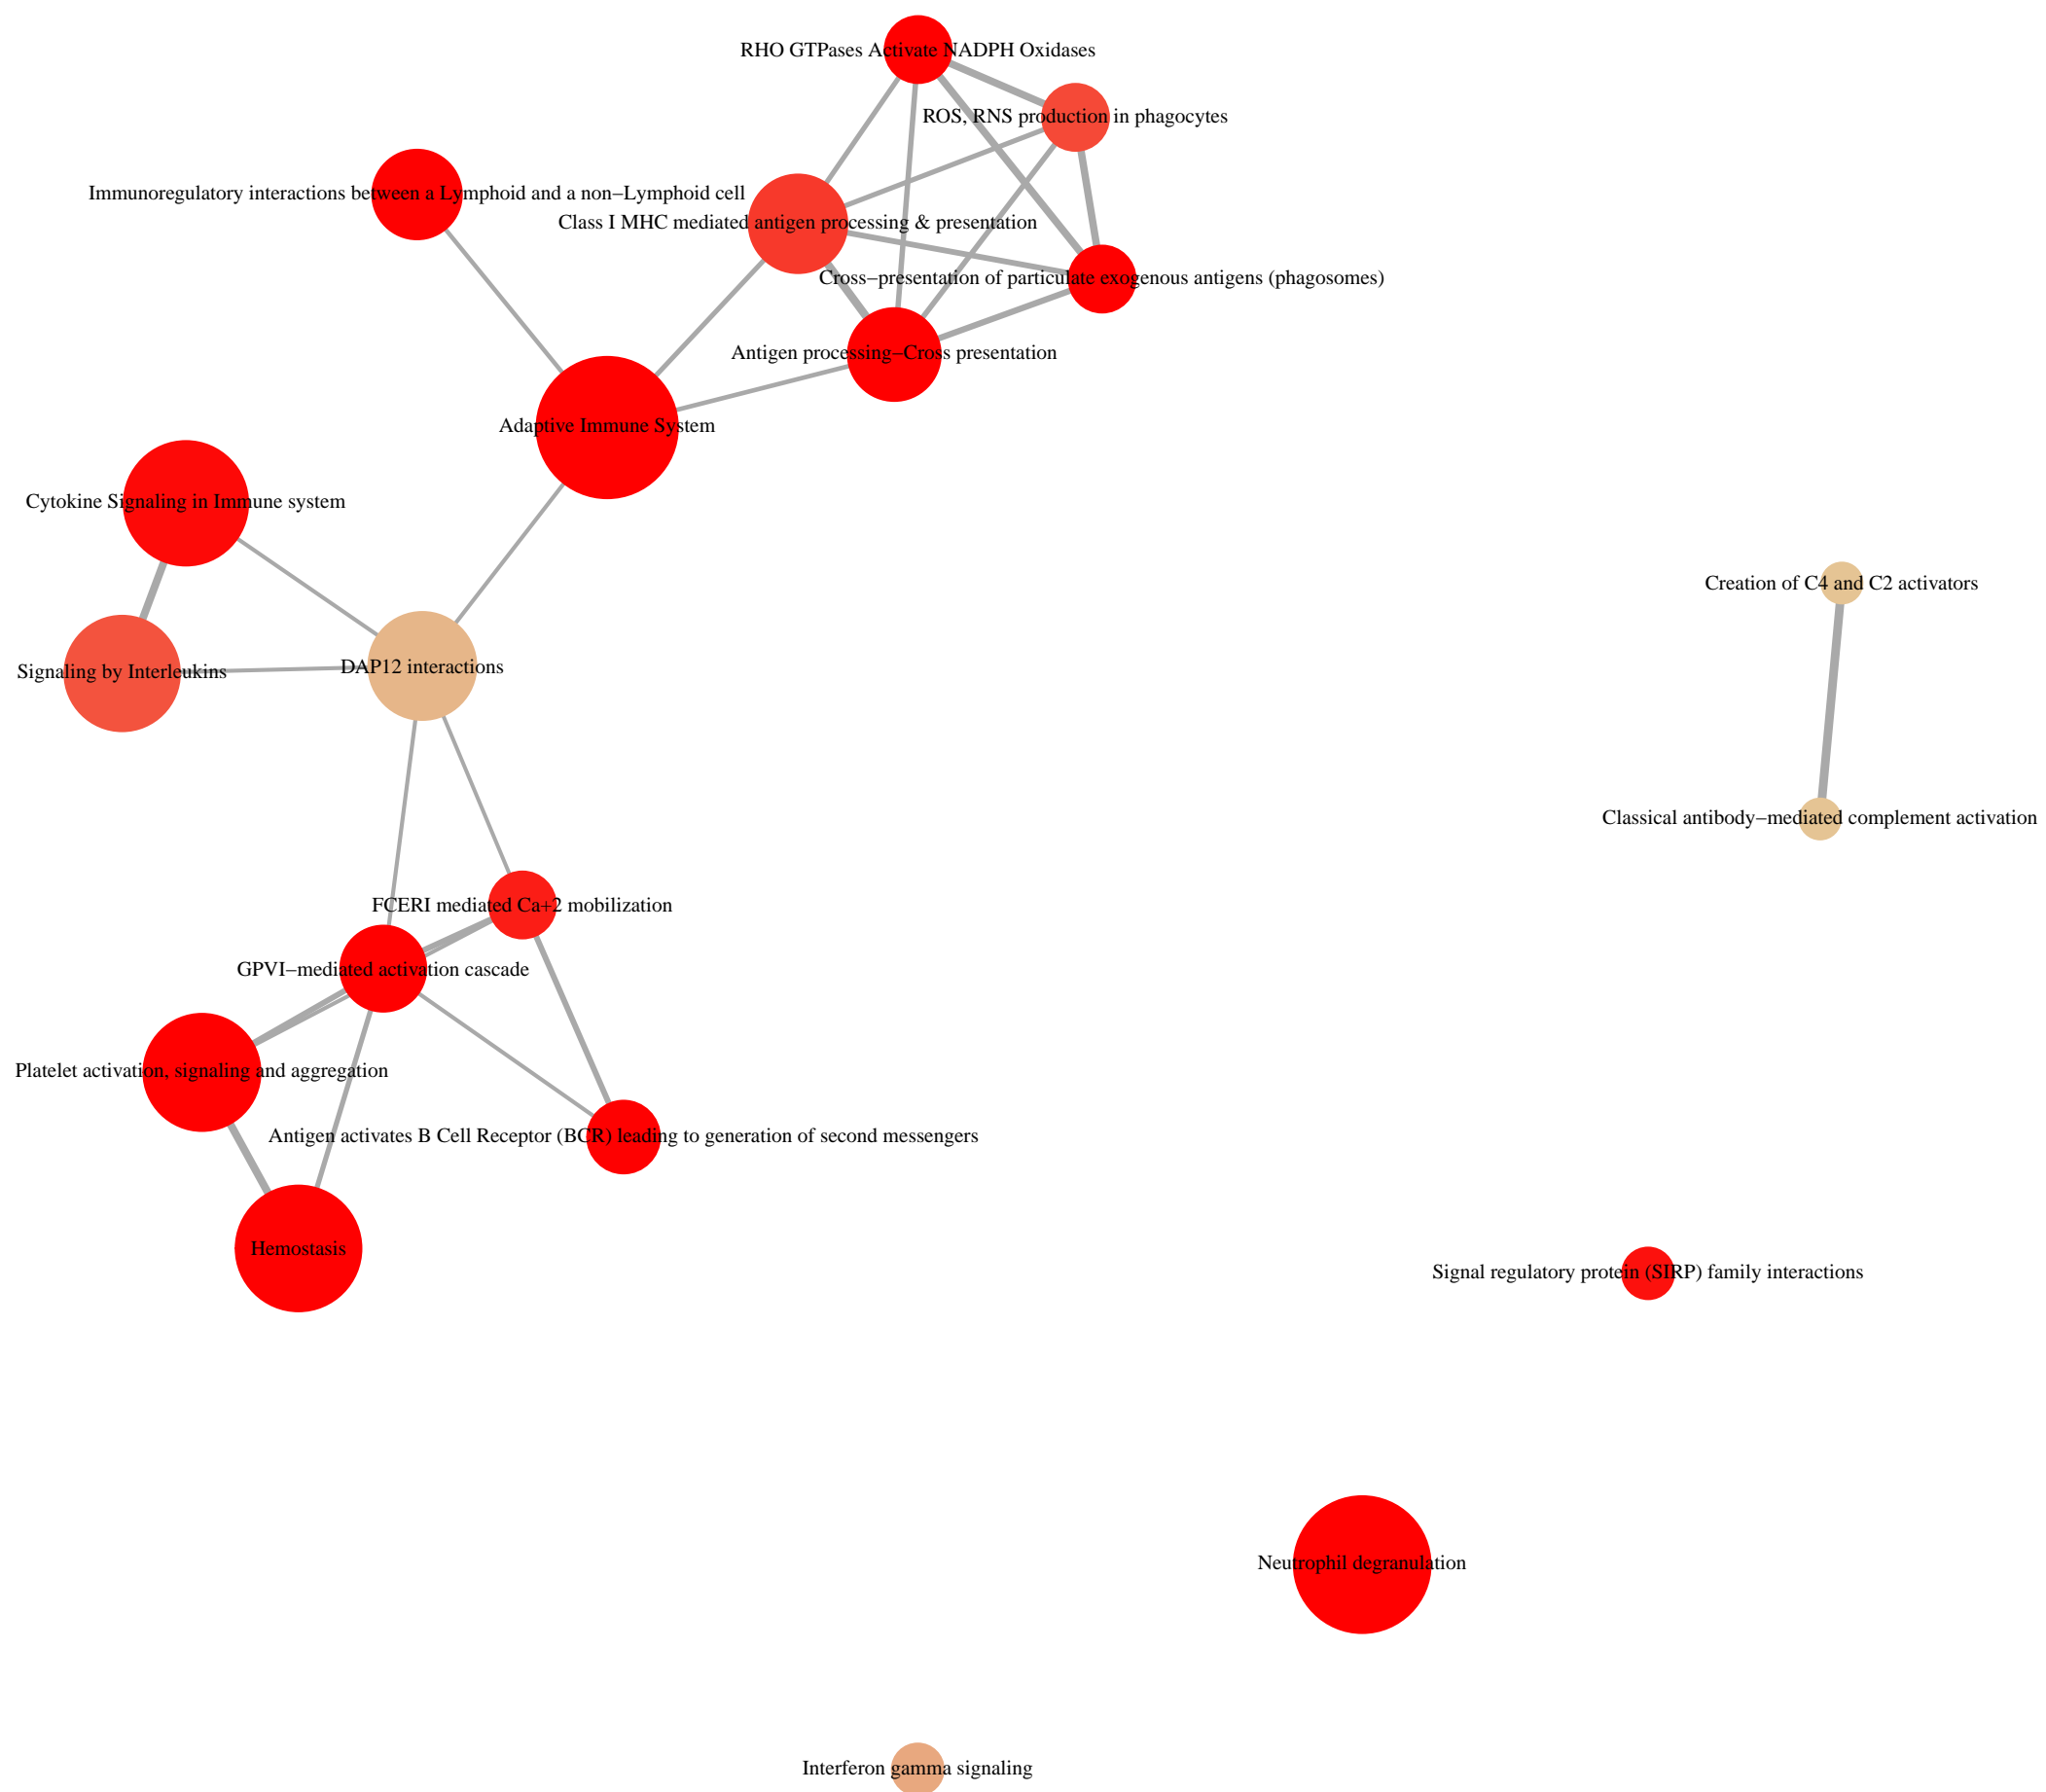 RHO GTPases Activate NADPH Oxidases
ROS, RNS production in phagocytes
Immunoregulatory interactions between a Lymphoid and a non−Lymphoid cell
Class I MHC mediated antigen processing & presentation
Cross−presentation of particulate exogenous antigens (phagosomes)
Antigen processing−Cross presentation
Adaptive Immune System
Cytokine Signaling in Immune system
Creation of C4 and C2 activators
Signaling by Interleukins
DAP12 interactions
Classical antibody−mediated complement activation
FCERI mediated Ca+2 mobilization
GPVI−mediated activation cascade
Platelet activation, signaling and aggregation
Antigen activates B Cell Receptor (BCR) leading to generation of second messengers
Hemostasis
Signal regulatory protein (SIRP) family interactions
Neutrophil degranulation
Interferon gamma signaling